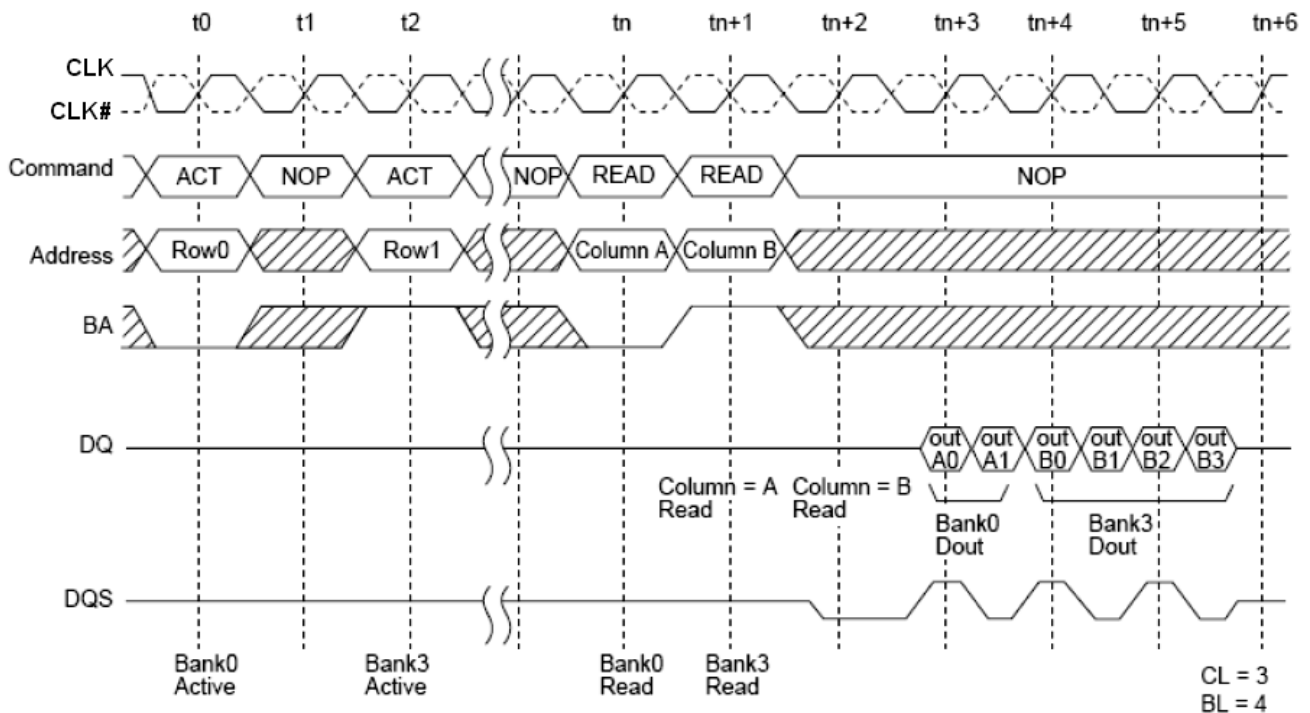 t0 t1 t2 tn tn+1 tn+2 tn+3 tn+4 tn+5 tn+6
CLK
CLK#
Command ACT NOP ACT NOP READ READ NOP
Address Row0 Row1 Column A Column B
BA
DQ out A0 out A1 out B0 out B1 out B2 out B3
Column = A Read
Column = B Read
Bank0 Dout
Bank3 Dout
DQS
Bank0 Active
Bank3 Active
Bank0 Read
Bank3 Read
CL = 3
BL = 4